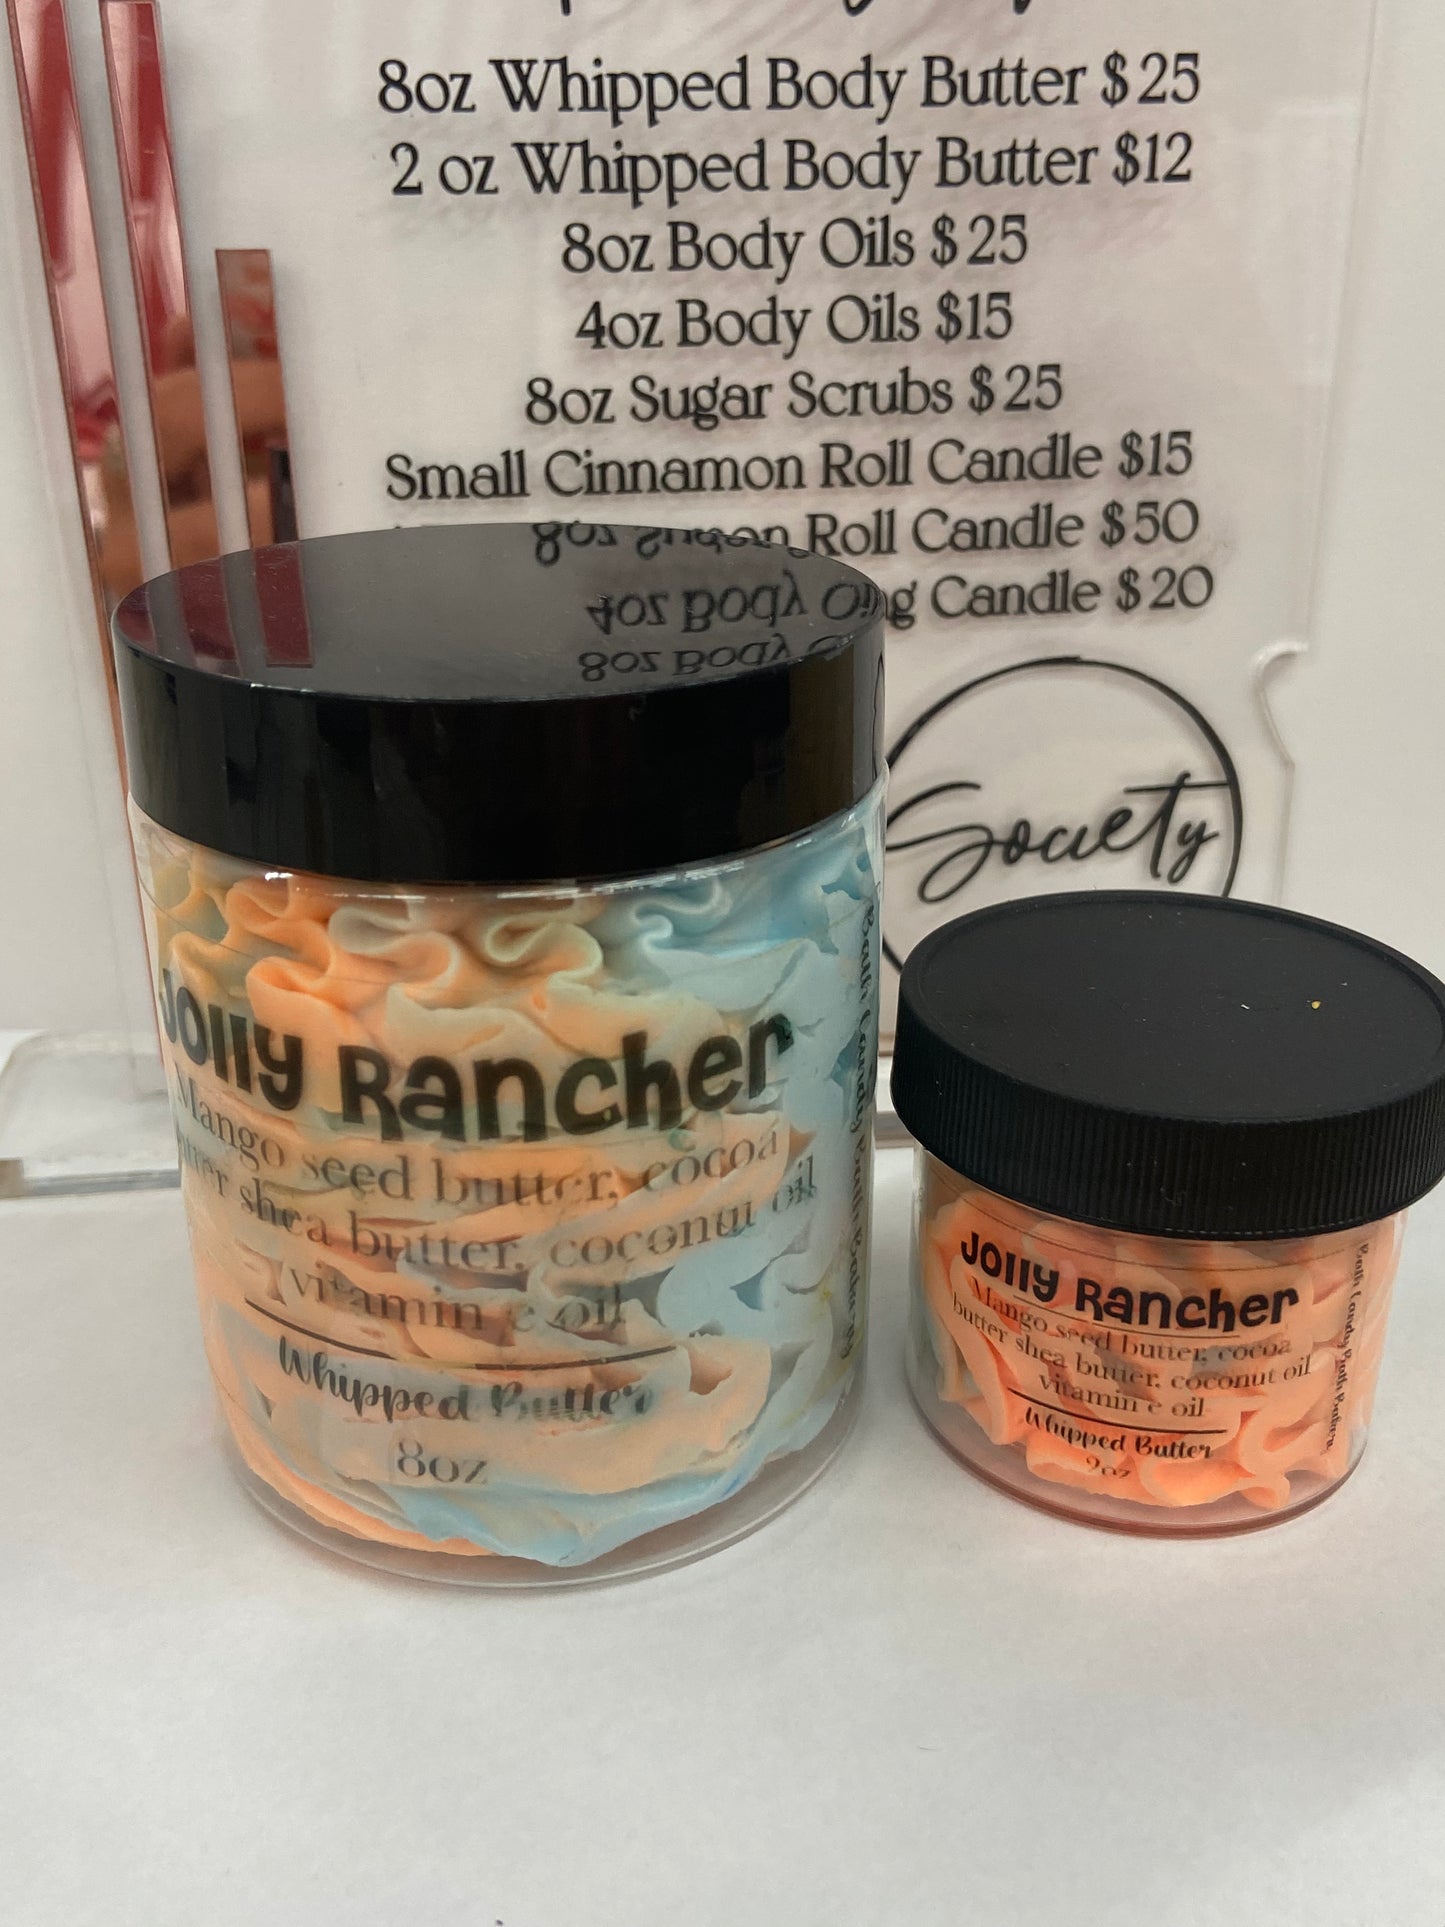 8oz Whipped Body Butter $25
2 oz Whipped Body Butter $12
8oz Body Oils $25
4oz Body Oils $15
8oz Sugar Scrubs $25
Small Cinnamon Roll Candle $15
Roll Candle $50
Candle $20
Society
Jolly Rancher
Mango seed butter, cocoa
butter shea butter, coconut oil
vitamin e oil
Whipped Butter
8oz
Jolly Rancher
Mango seed butter, cocoa
butter shea butter, coconut oil
vitamin e oil
Whipped Butter
2oz